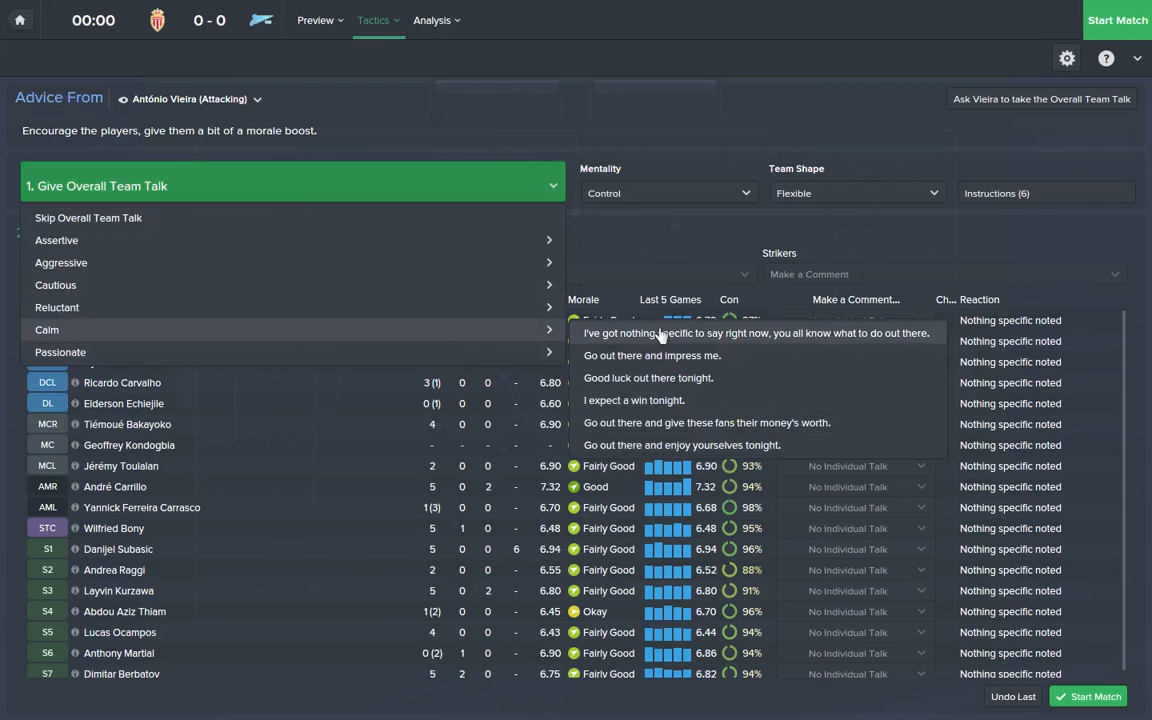 00:00 0 - 0 Preview Tactics Analysis Start Match
Advice From António Vieira (Attacking) Ask Vieira to take the Overall Team Talk
Encourage the players, give them a bit of a morale boost.
Mentality Team Shape
1. Give Overall Team Talk Control Flexible Instructions (6)
Skip Overall Team Talk
Assertive
Strikers
Aggressive Make a Comment
Cautious
Morale Last 5 Games Con Make a Comment... Ch... Reaction
Reluctant
Nothing specific noted
Calm I've got nothing specific to say right now, you all know what to do out there. Nothing specific noted
Passionate Go out there and impress me. Nothing specific noted
DCL Ricardo Carvalho 3 (1) 0 0 - 6.80 Good luck out there tonight. Nothing specific noted
DL Elderson Echiejile 0 (1) 0 0 - 6.60 I expect a win tonight. Nothing specific noted
MCR Tiémoué Bakayoko 4 0 0 - 6.90 Go out there and give these fans their money's worth. Nothing specific noted
MC Geoffrey Kondogbia - - - - - Go out there and enjoy yourselves tonight. Nothing specific noted
MCL Jérémy Toulalan 2 0 0 - 6.90 Fairly Good 6.90 93% No Individual Talk Nothing specific noted
AMR André Carrillo 5 0 2 - 7.32 Good 7.32 94% No Individual Talk Nothing specific noted
AML Yannick Ferreira Carrasco 1 (3) 0 0 - 6.70 Fairly Good 6.68 98% No Individual Talk Nothing specific noted
STC Wilfried Bony 5 1 0 - 6.48 Fairly Good 6.48 95% No Individual Talk Nothing specific noted
S1 Danijel Subasic 5 0 0 6 6.94 Fairly Good 6.94 96% No Individual Talk Nothing specific noted
S2 Andrea Raggi 2 0 0 - 6.55 Fairly Good 6.52 88% No Individual Talk Nothing specific noted
S3 Layvin Kurzawa 5 0 2 - 6.80 Fairly Good 6.80 91% No Individual Talk Nothing specific noted
S4 Abdou Aziz Thiam 1 (2) 0 0 - 6.45 Okay 6.70 96% No Individual Talk Nothing specific noted
S5 Lucas Ocampos 4 0 0 - 6.43 Fairly Good 6.44 94% No Individual Talk Nothing specific noted
S6 Anthony Martial 0 (2) 1 0 - 6.90 Fairly Good 6.86 94% No Individual Talk Nothing specific noted
S7 Dimitar Berbatov 5 2 0 - 6.75 Fairly Good 6.82 94% No Individual Talk Nothing specific noted
Undo Last Start Match